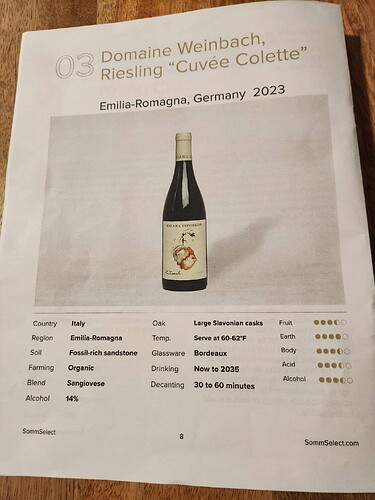 03 Domaine Weinbach,
Riesling “Cuvée Colette”
Emilia-Romagna, Germany 2023
Country Italy
Region Emilia-Romagna
Soil Fossil-rich sandstone
Farming Organic
Blend Sangiovese
Alcohol 14%
Oak Large Slavonian casks
Temp. Serve at 60-62°F
Glassware Bordeaux
Drinking Now to 2035
Decanting 30 to 60 minutes
Fruit
Earth
Body
Acid
Alcohol
SommSelect
8
SommSelect.com